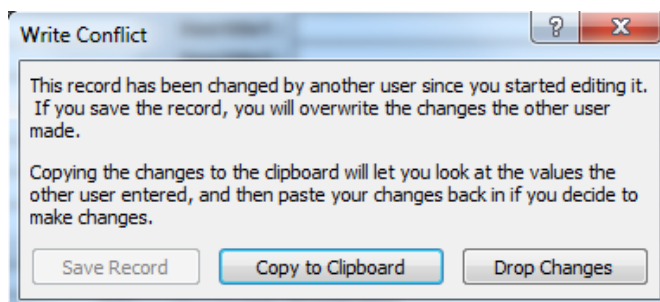 Write Conflict
This record has been changed by another user since you started editing it.
If you save the record, you will overwrite the changes the other user
made.
Copying the changes to the clipboard will let you look at the values the
other user entered, and then paste your changes back in if you decide to
make changes.
Save Record Copy to Clipboard Drop Changes